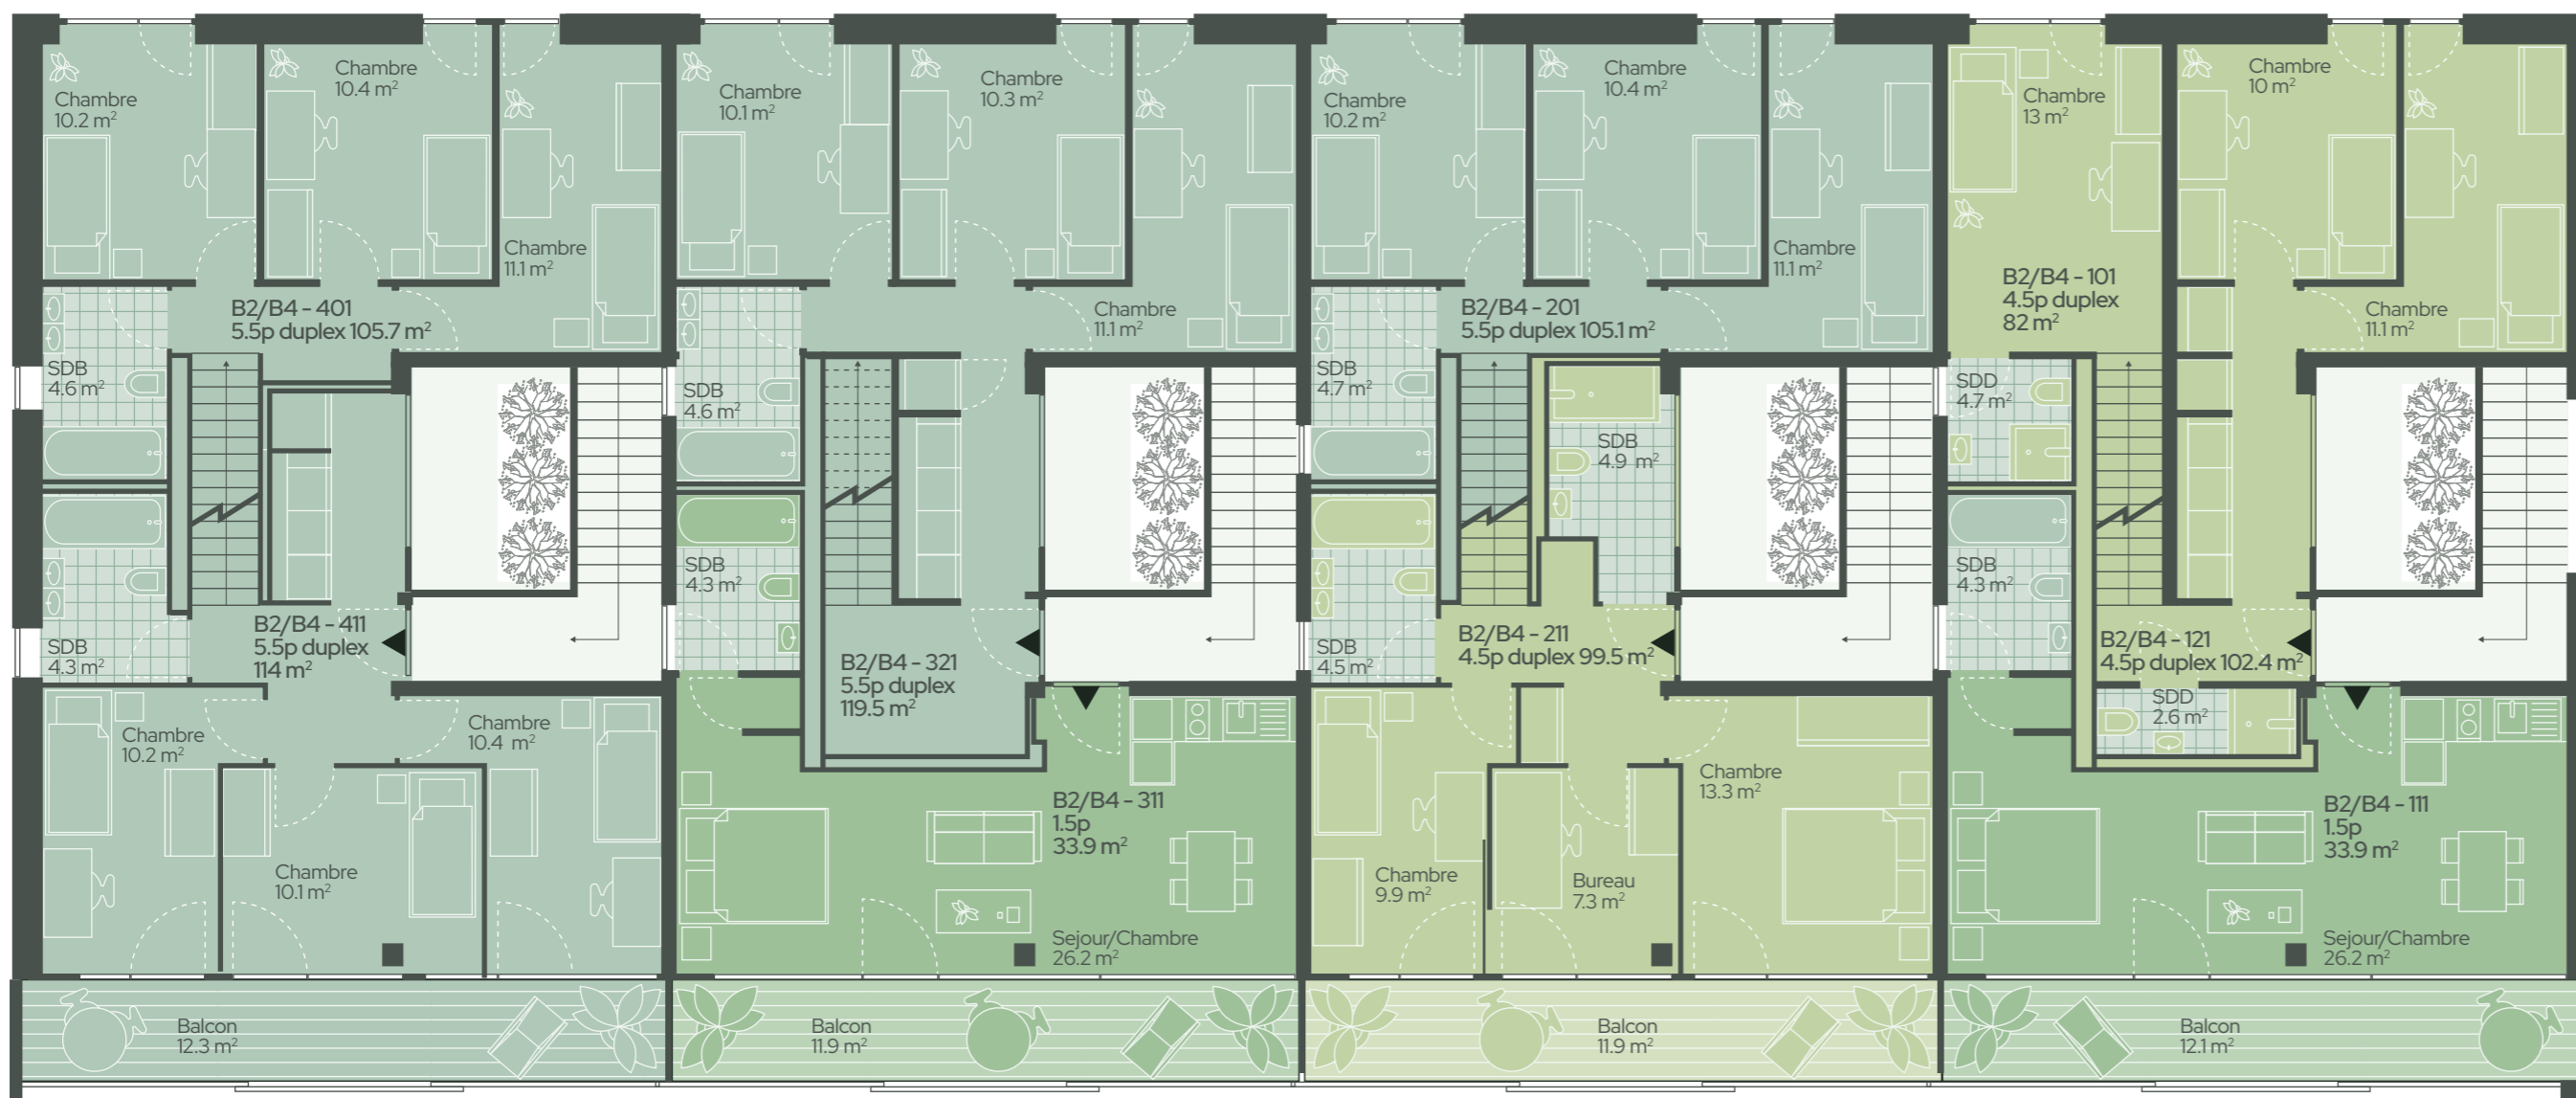 Chambre
10.2 m²
Chambre
10.4 m²
Chambre
11.1 m²
B2/B4 - 401
5.5p duplex 105.7 m²
SDB
4.6 m²
SDB
4.3 m²
B2/B4 - 411
5.5p duplex
114 m²
Chambre
10.2 m²
Chambre
10.4 m²
Chambre
10.1 m²
Balcon
12.3 m²
Chambre
10.1 m²
Chambre
10.3 m²
Chambre
11.1 m²
SDB
4.6 m²
SDB
4.3 m²
B2/B4 - 321
5.5p duplex
119.5 m²
B2/B4 - 311
1.5p
33.9 m²
Sejour/Chambre
26.2 m²
Balcon
11.9 m²
Chambre
10.2 m²
Chambre
10.4 m²
Chambre
11.1 m²
B2/B4 - 201
5.5p duplex 105.1 m²
SDB
4.7 m²
SDB
4.9 m²
SDB
4.5 m²
B2/B4 - 211
4.5p duplex 99.5 m²
Chambre
13.3 m²
Chambre
9.9 m²
Bureau
7.3 m²
Balcon
11.9 m²
Chambre
13 m²
Chambre
10 m²
B2/B4 - 101
4.5p duplex
82 m²
Chambre
11.1 m²
SDD
4.7 m²
SDB
4.3 m²
B2/B4 - 121
4.5p duplex 102.4 m²
SDD
2.6 m²
B2/B4 - 111
1.5p
33.9 m²
Sejour/Chambre
26.2 m²
Balcon
12.1 m²